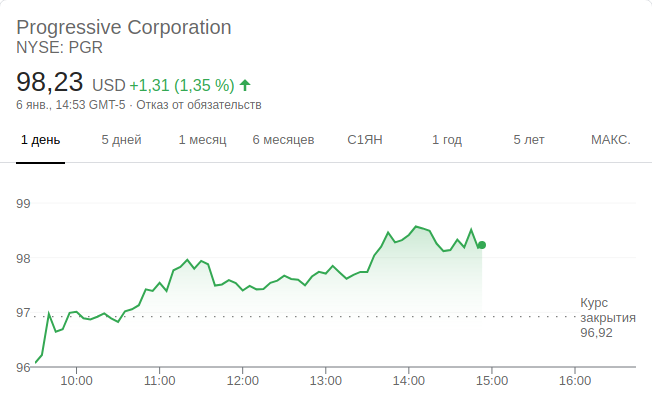 Progressive Corporation
NYSE: PGR
98,23 USD +1,31 (1,35 %)
6 янв., 14:53 GMT-5 · Отказ от обязательств
1 день 5 дней 1 месяц 6 месяцев С1ЯН 1 год 5 лет МАКС.
99
98
97
96
Курс
закрытия
96,92
10:00 11:00 12:00 13:00 14:00 15:00 16:00